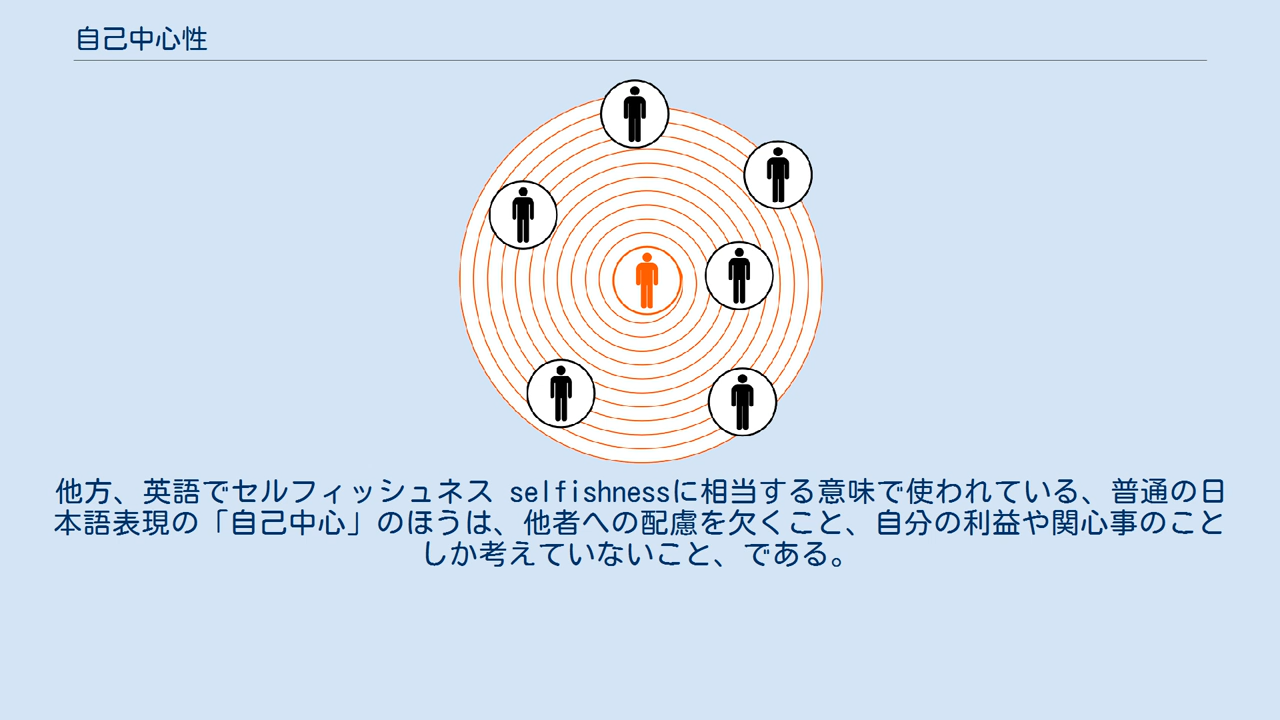 自己中心性
他方、英語でセルフィッシュネス selfishnessに相当する意味で使われている、普通の日
本語表現の「自己中心」のほうは、他者への配慮を欠くこと、自分の利益や関心事のこと
しか考えていないこと、である。